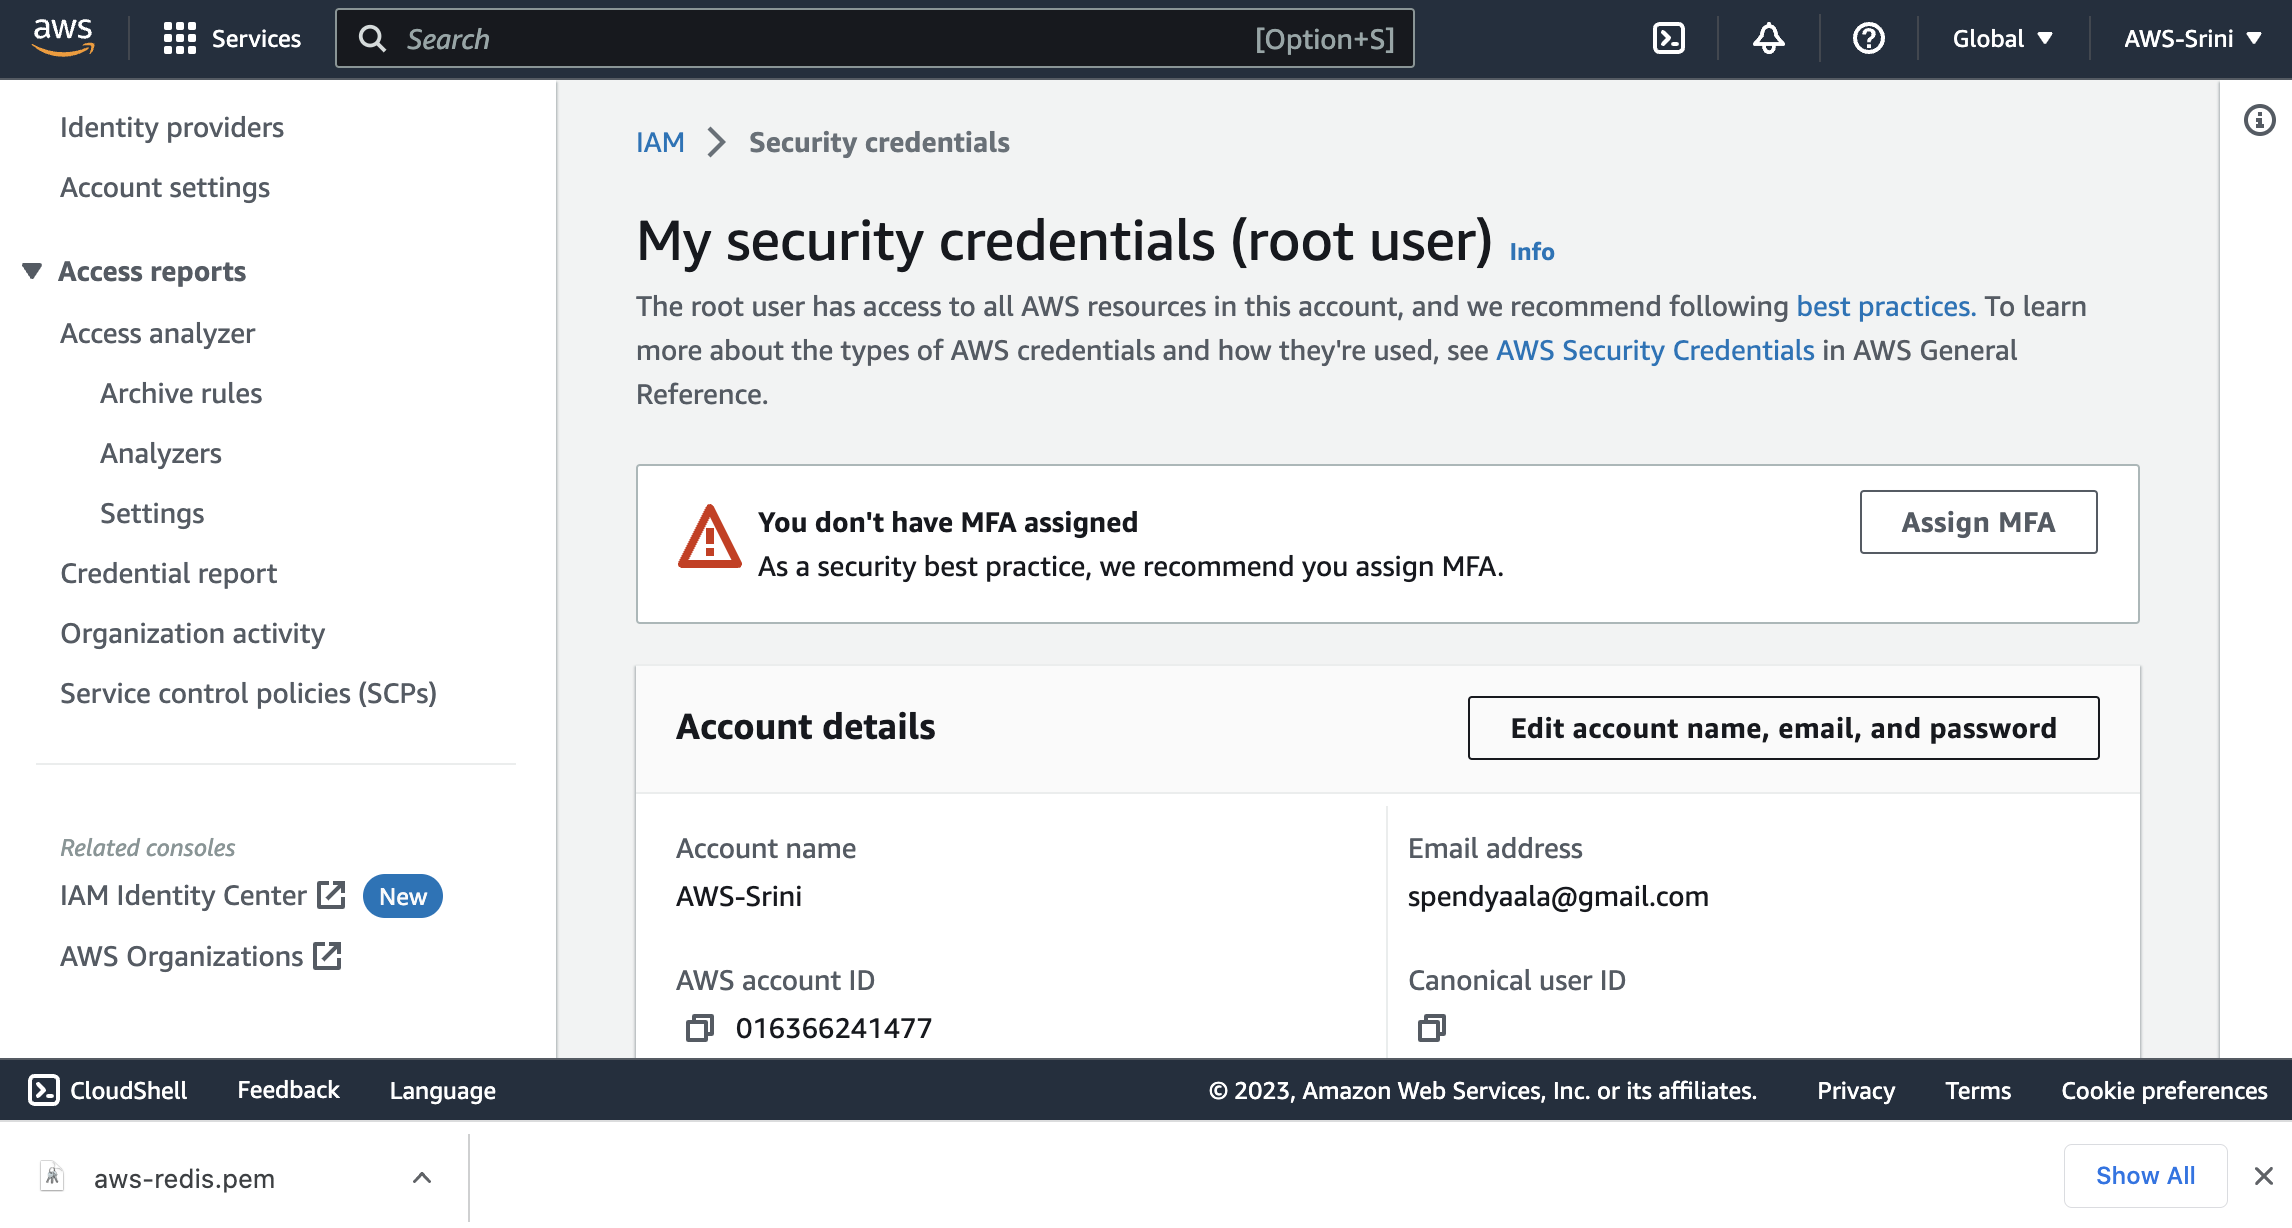 aws
Services
Search
[Option+S]
Global
AWS-Srini
Identity providers
Account settings
Access reports
Access analyzer
Archive rules
Analyzers
Settings
Credential report
Organization activity
Service control policies (SCPs)
Related consoles
IAM Identity Center
New
AWS Organizations
IAM
Security credentials
My security credentials (root user) Info
The root user has access to all AWS resources in this account, and we recommend following best practices. To learn
more about the types of AWS credentials and how they're used, see AWS Security Credentials in AWS General
Reference.
You don't have MFA assigned
As a security best practice, we recommend you assign MFA.
Assign MFA
Account details
Edit account name, email, and password
Account name
AWS-Srini
Email address
spendyaala@gmail.com
AWS account ID
016366241477
Canonical user ID
CloudShell
Feedback
Language
© 2023, Amazon Web Services, Inc. or its affiliates.
Privacy
Terms
Cookie preferences
aws-redis.pem
Show All